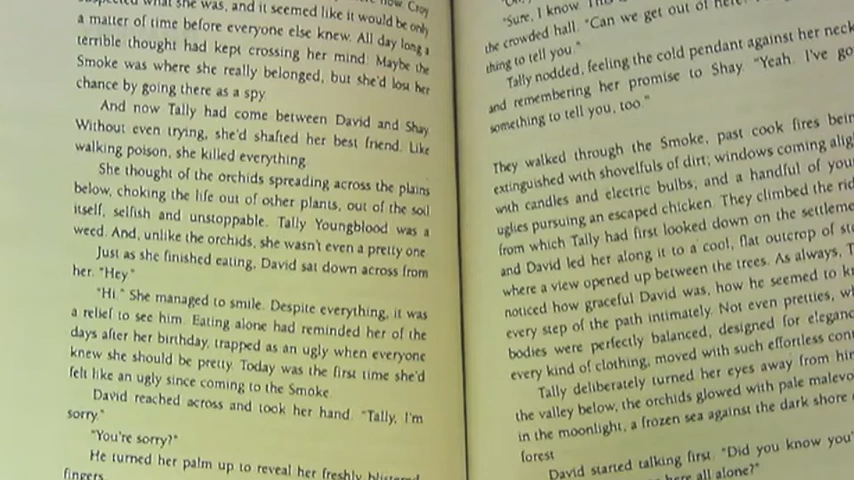 what she was, and it seemed like it would be only
a matter of time before everyone else knew. All day long a
terrible thought had kept crossing her mind: Maybe the
Smoke was where she really belonged, but she'd lost her
chance by going there as a spy.
And now Tally had come between David and Shay.
Without even trying, she'd shafted her best friend. Like
walking poison, she killed everything.
She thought of the orchids spreading across the plains
below, choking the life out of other plants, out of the soil
itself, selfish and unstoppable. Tally Youngblood was a
weed. And, unlike the orchids, she wasn't even a pretty one.
Just as she finished eating, David sat down across from
her. "Hey."
"Hi." She managed to smile. Despite everything, it was
a relief to see him. Eating alone had reminded her of the
days after her birthday, trapped as an ugly when everyone
knew she should be pretty. Today was the first time she'd
felt like an ugly since coming to the Smoke.
David reached across and took her hand. "Tally, I'm
sorry."
"You're sorry?"
He turned her palm up to reveal her freshly blistered
fingers
"Sure, I know.
the crowded hall. "Can we get out of
thing to tell you."
Tally nodded, feeling the cold pendant against her neck
and remembering her promise to Shay. "Yeah. I've go
something to tell you, too."
They walked through the Smoke, past cook fires bein
extinguished with shovelfuls of dirt; windows coming alig
with candles and electric bulbs; and a handful of you
uglies pursuing an escaped chicken. They climbed the rid
from which Tally had first looked down on the settleme
and David led her along it to a cool, flat outcrop of st
where a view opened up between the trees. As always, T
noticed how graceful David was, how he seemed to k
every step of the path intimately. Not even pretties, w
bodies were perfectly balanced, designed for eleganc
every kind of clothing, moved with such effortless cont
Tally deliberately turned her eyes away from him
the valley below, the orchids glowed with pale malevo
in the moonlight, a frozen sea against the dark shore
forest
David started talking first. "Did you know you'
here all alone?"